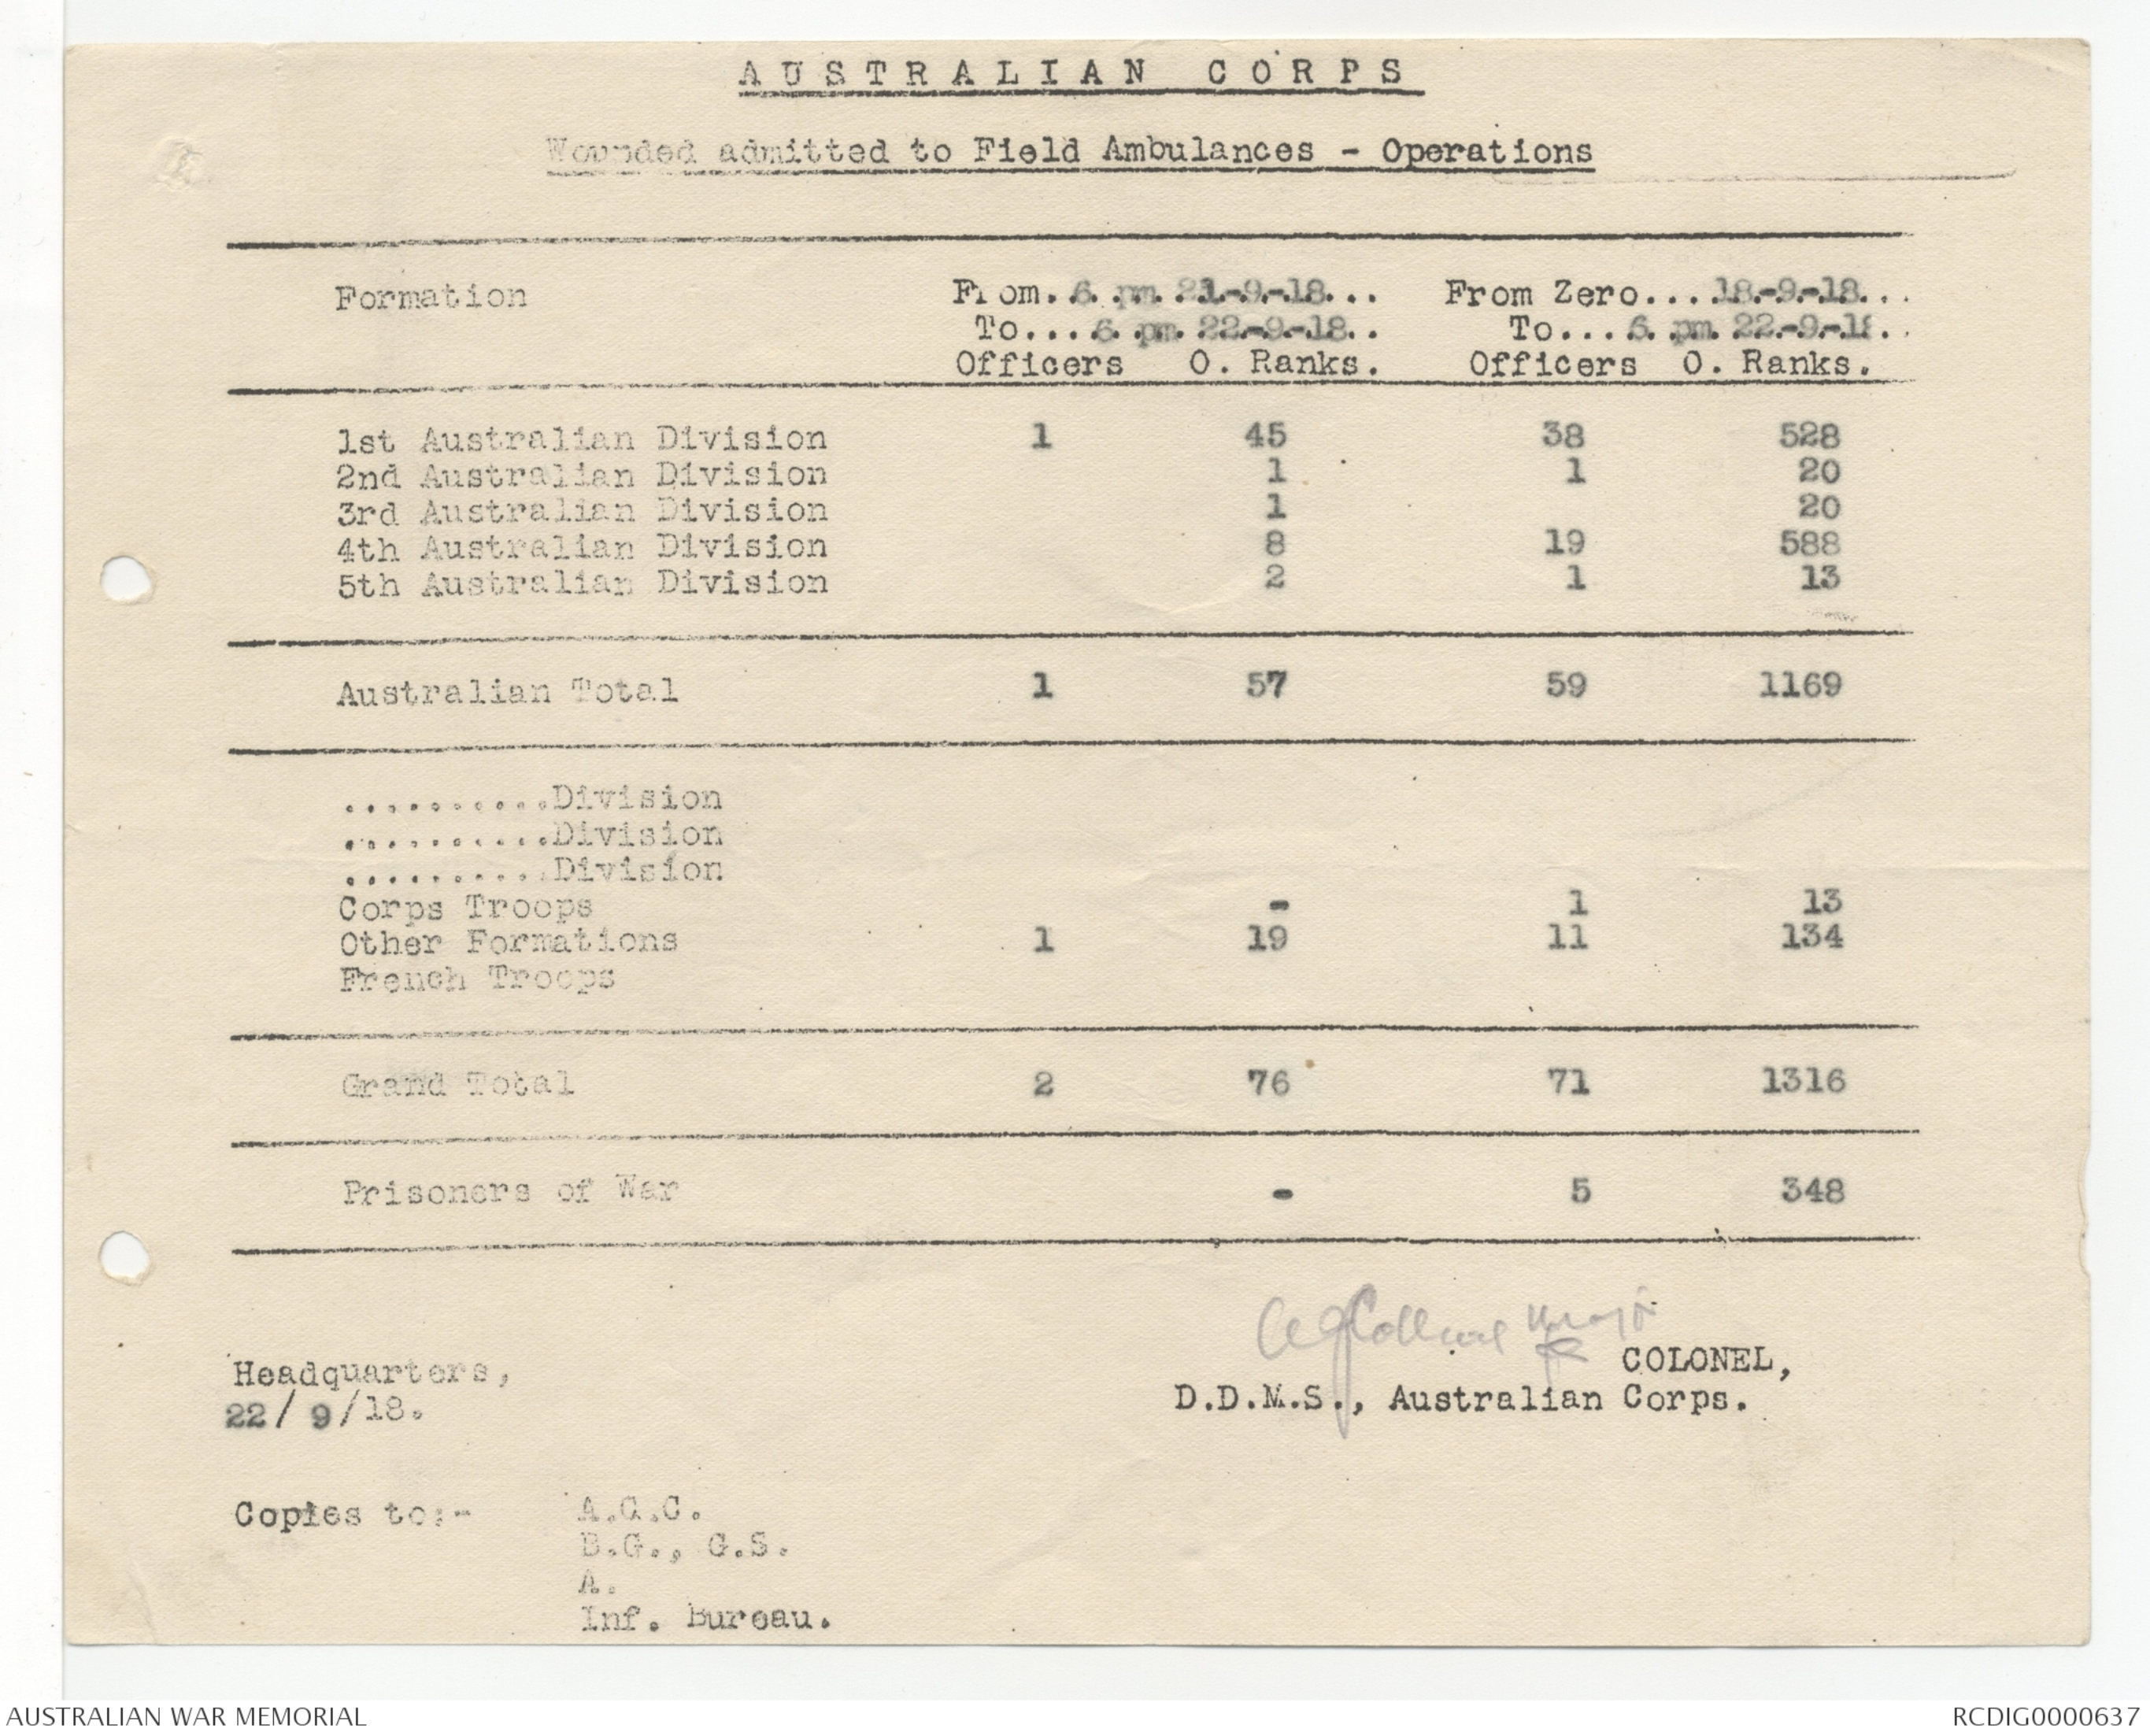 AUSTRALIAN CORPS
Wounded admitted to Field Ambulances - Operations
Formation From. 6. pm. 21.-9.-18... From Zero... 18.-9.-18...
To....6. pm. 22.-9.-18.. To...6. pm. 22.-9.-18..
Officers O. Ranks. Officers O. Ranks.
1st Australian Division 1 45 38 528
2nd Australian Division 1 1 20
3rd Australian Division 1 20
4th Australian Division 8 19 588
5th Australian Division 2 1 13
Australian Total 1 57 59 1169
..........Division
..........Division
..........Division
Corps Troops - 1 13
Other Formations 1 19 11 134
French Troops
Grand Total 2 76 71 1316
Prisoners of War - 5 348
Major
COLONEL,
Headquarters, D.D.M.S., Australian Corps.
22/ 9/18.
Copies to:- A.C.C.
B.G., G.S.
A.
Inf. Bureau.
AUSTRALIAN WAR MEMORIAL RCDIG0000637